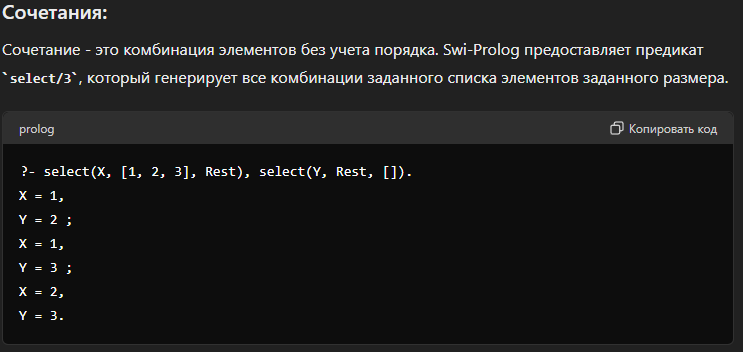 Сочетания:
Сочетание - это комбинация элементов без учета порядка. Swi-Prolog предоставляет предикат
`select/3`, который генерирует все комбинации заданного списка элементов заданного размера.
prolog
Копировать код
?- select(X, [1, 2, 3], Rest), select(Y, Rest, []).
X = 1,
Y = 2 ;
X = 1,
Y = 3 ;
X = 2,
Y = 3.